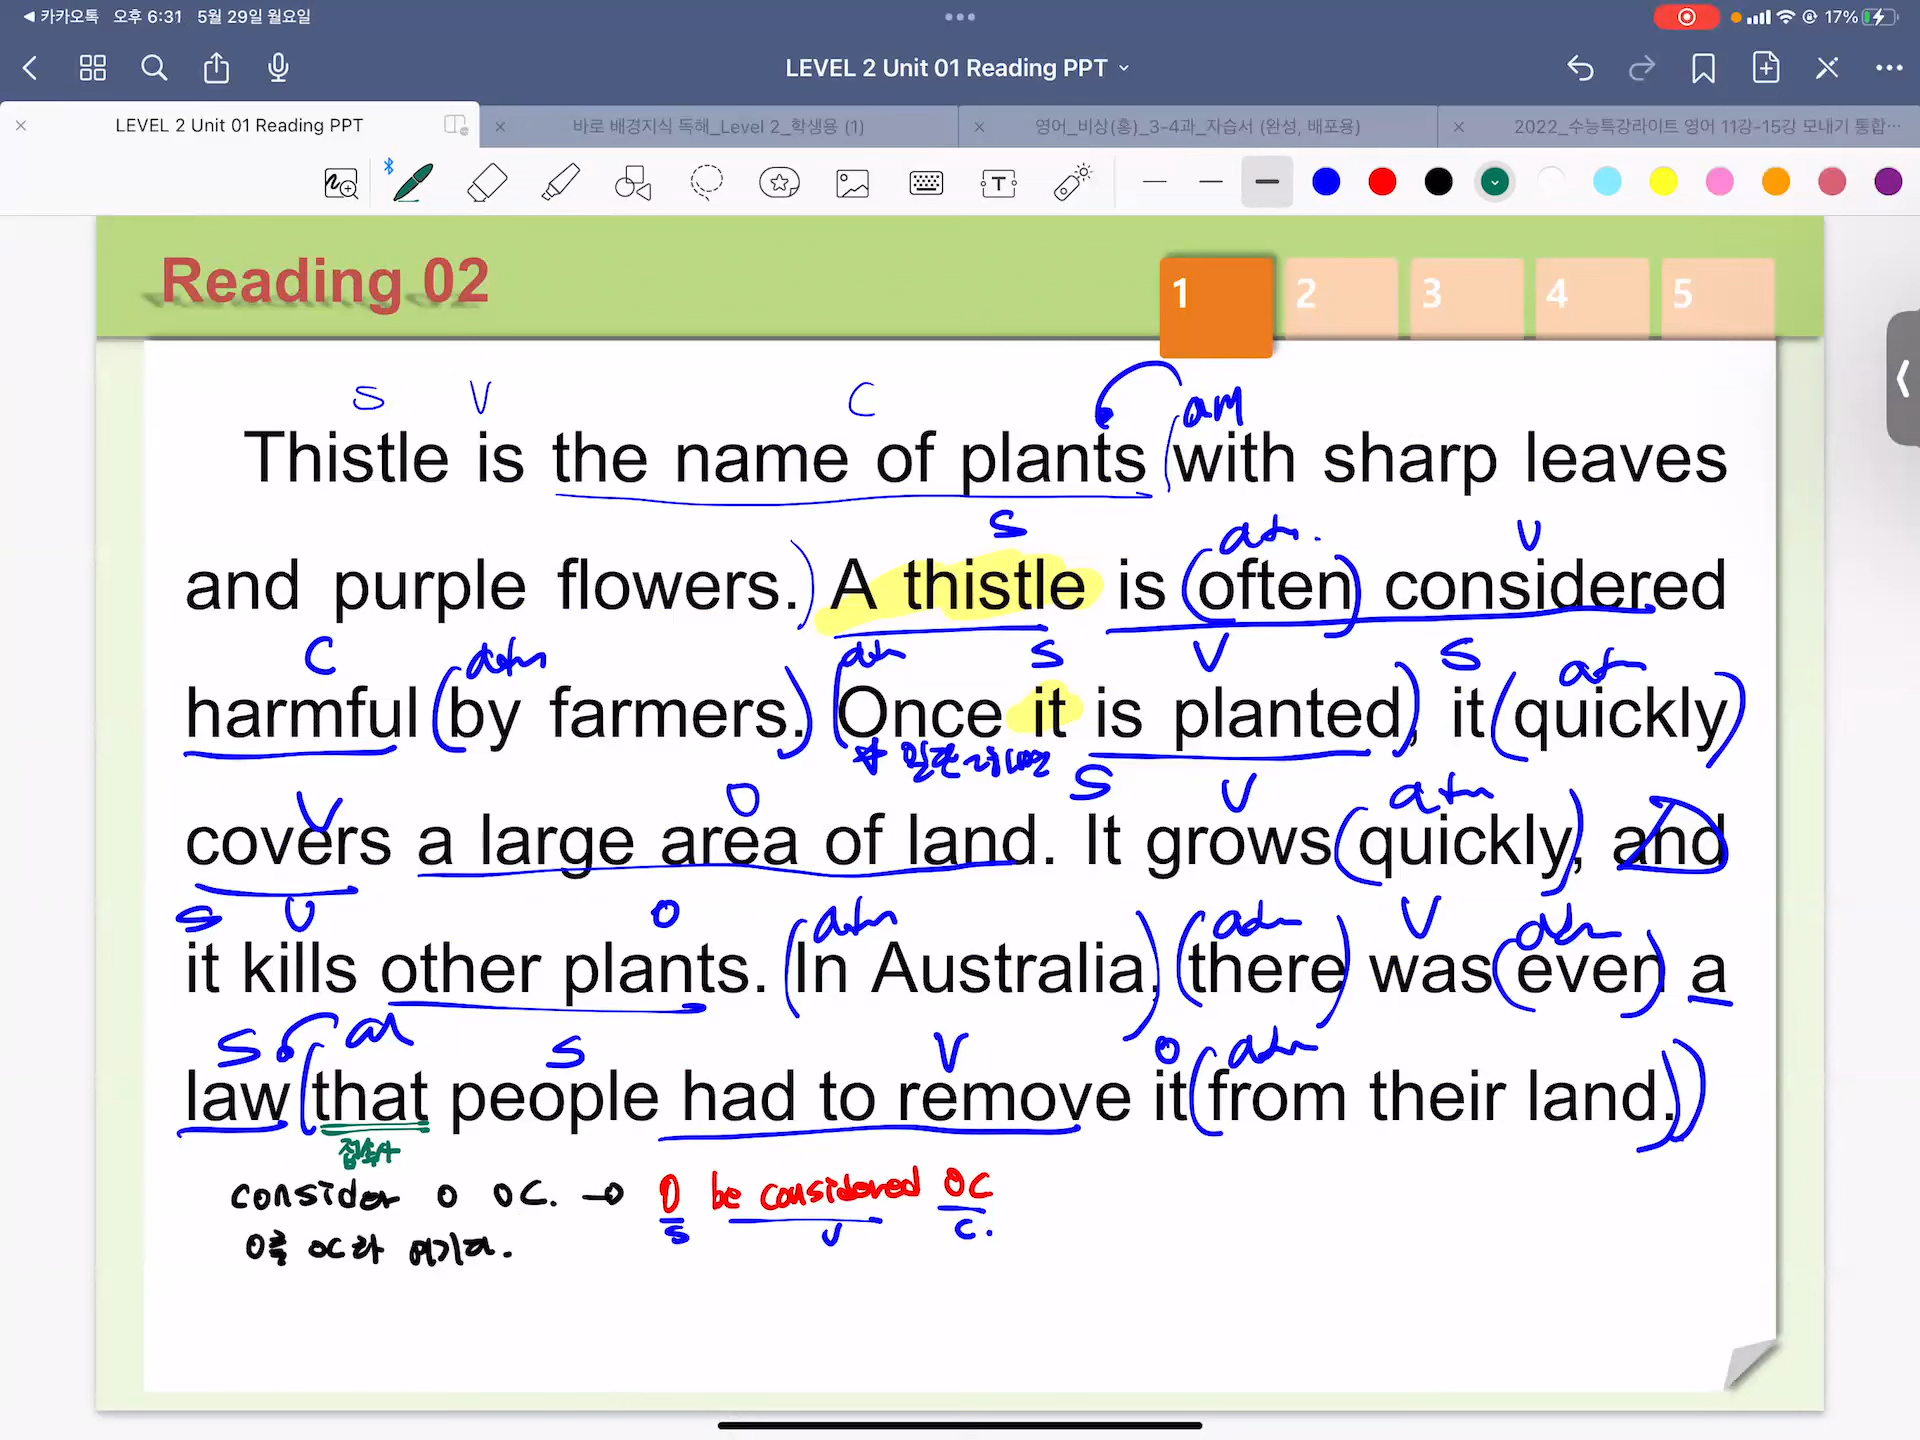 카카오톡 오후 6:31 5월 29일 월요일 17%
LEVEL 2 Unit 01 Reading PPT
LEVEL 2 Unit 01 Reading PPT
바로 배경지식 독해_Level 2_학생용 (1)
영어_비상(홍)_3-4과_자습서 (완성, 배포용)
2022_수능특강라이트 영어 11강-15강 모내기 통합…
Reading 02
1 2 3 4 5
S V C
Thistle is the name of plants with sharp leaves
S V
and purple flowers. A thistle is often considered
C S V S
harmful by farmers. Once it is planted, it quickly
V O S V
covers a large area of land. It grows quickly, and
S V O V
it kills other plants. In Australia, there was even a
S S V O
law that people had to remove it from their land.
접속사
consider O OC. → O be considered OC
S V C.
O를 OC라 여기다.